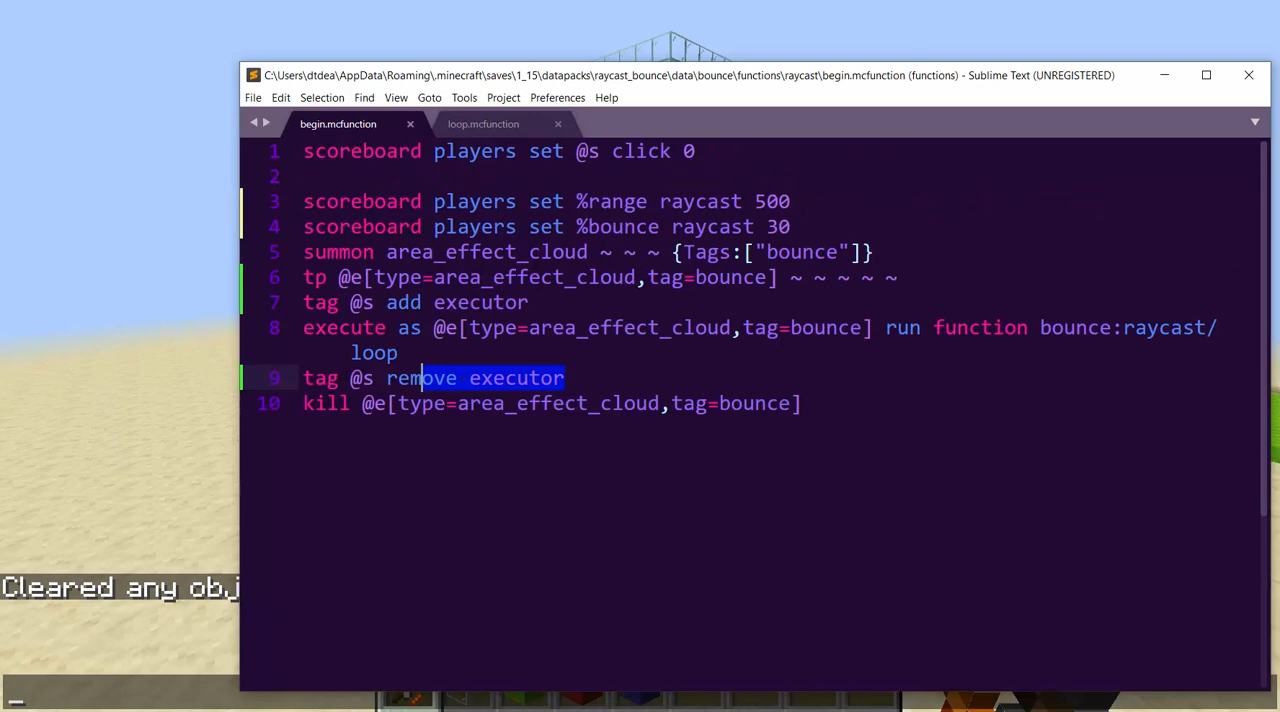 C:\Users\dtdea\AppData\Roaming\.minecraft\saves\1_15\datapacks\raycast_bounce\data\bounce\functions\raycast\begin.mcfunction (functions) - Sublime Text (UNREGISTERED)
File Edit Selection Find View Goto Tools Project Preferences Help
begin.mcfunction loop.mcfunction
1 scoreboard players set @s click 0
2
3 scoreboard players set %range raycast 500
4 scoreboard players set %bounce raycast 30
5 summon area_effect_cloud ~ ~ ~ {Tags:["bounce"]}
6 tp @e[type=area_effect_cloud,tag=bounce] ~ ~ ~ ~ ~
7 tag @s add executor
8 execute as @e[type=area_effect_cloud,tag=bounce] run function bounce:raycast/
loop
9 tag @s remove executor
10 kill @e[type=area_effect_cloud,tag=bounce]
Cleared any obj